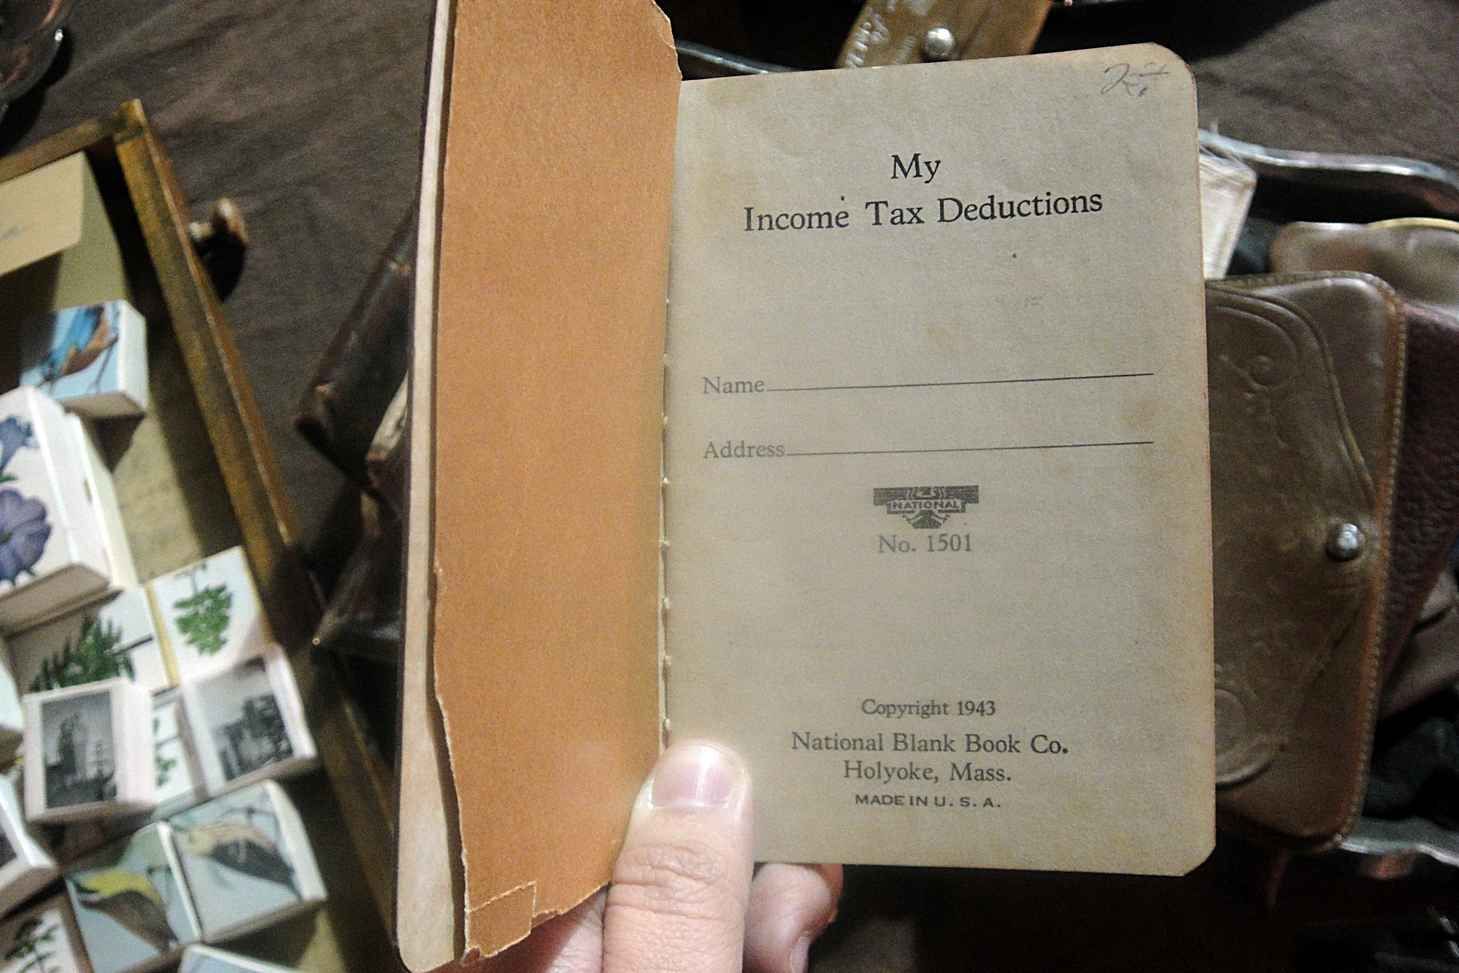 My
Income Tax Deductions
Name
Address
NATIONAL
No. 1501
Copyright 1943
National Blank Book Co.
Holyoke, Mass.
MADE IN U. S. A.